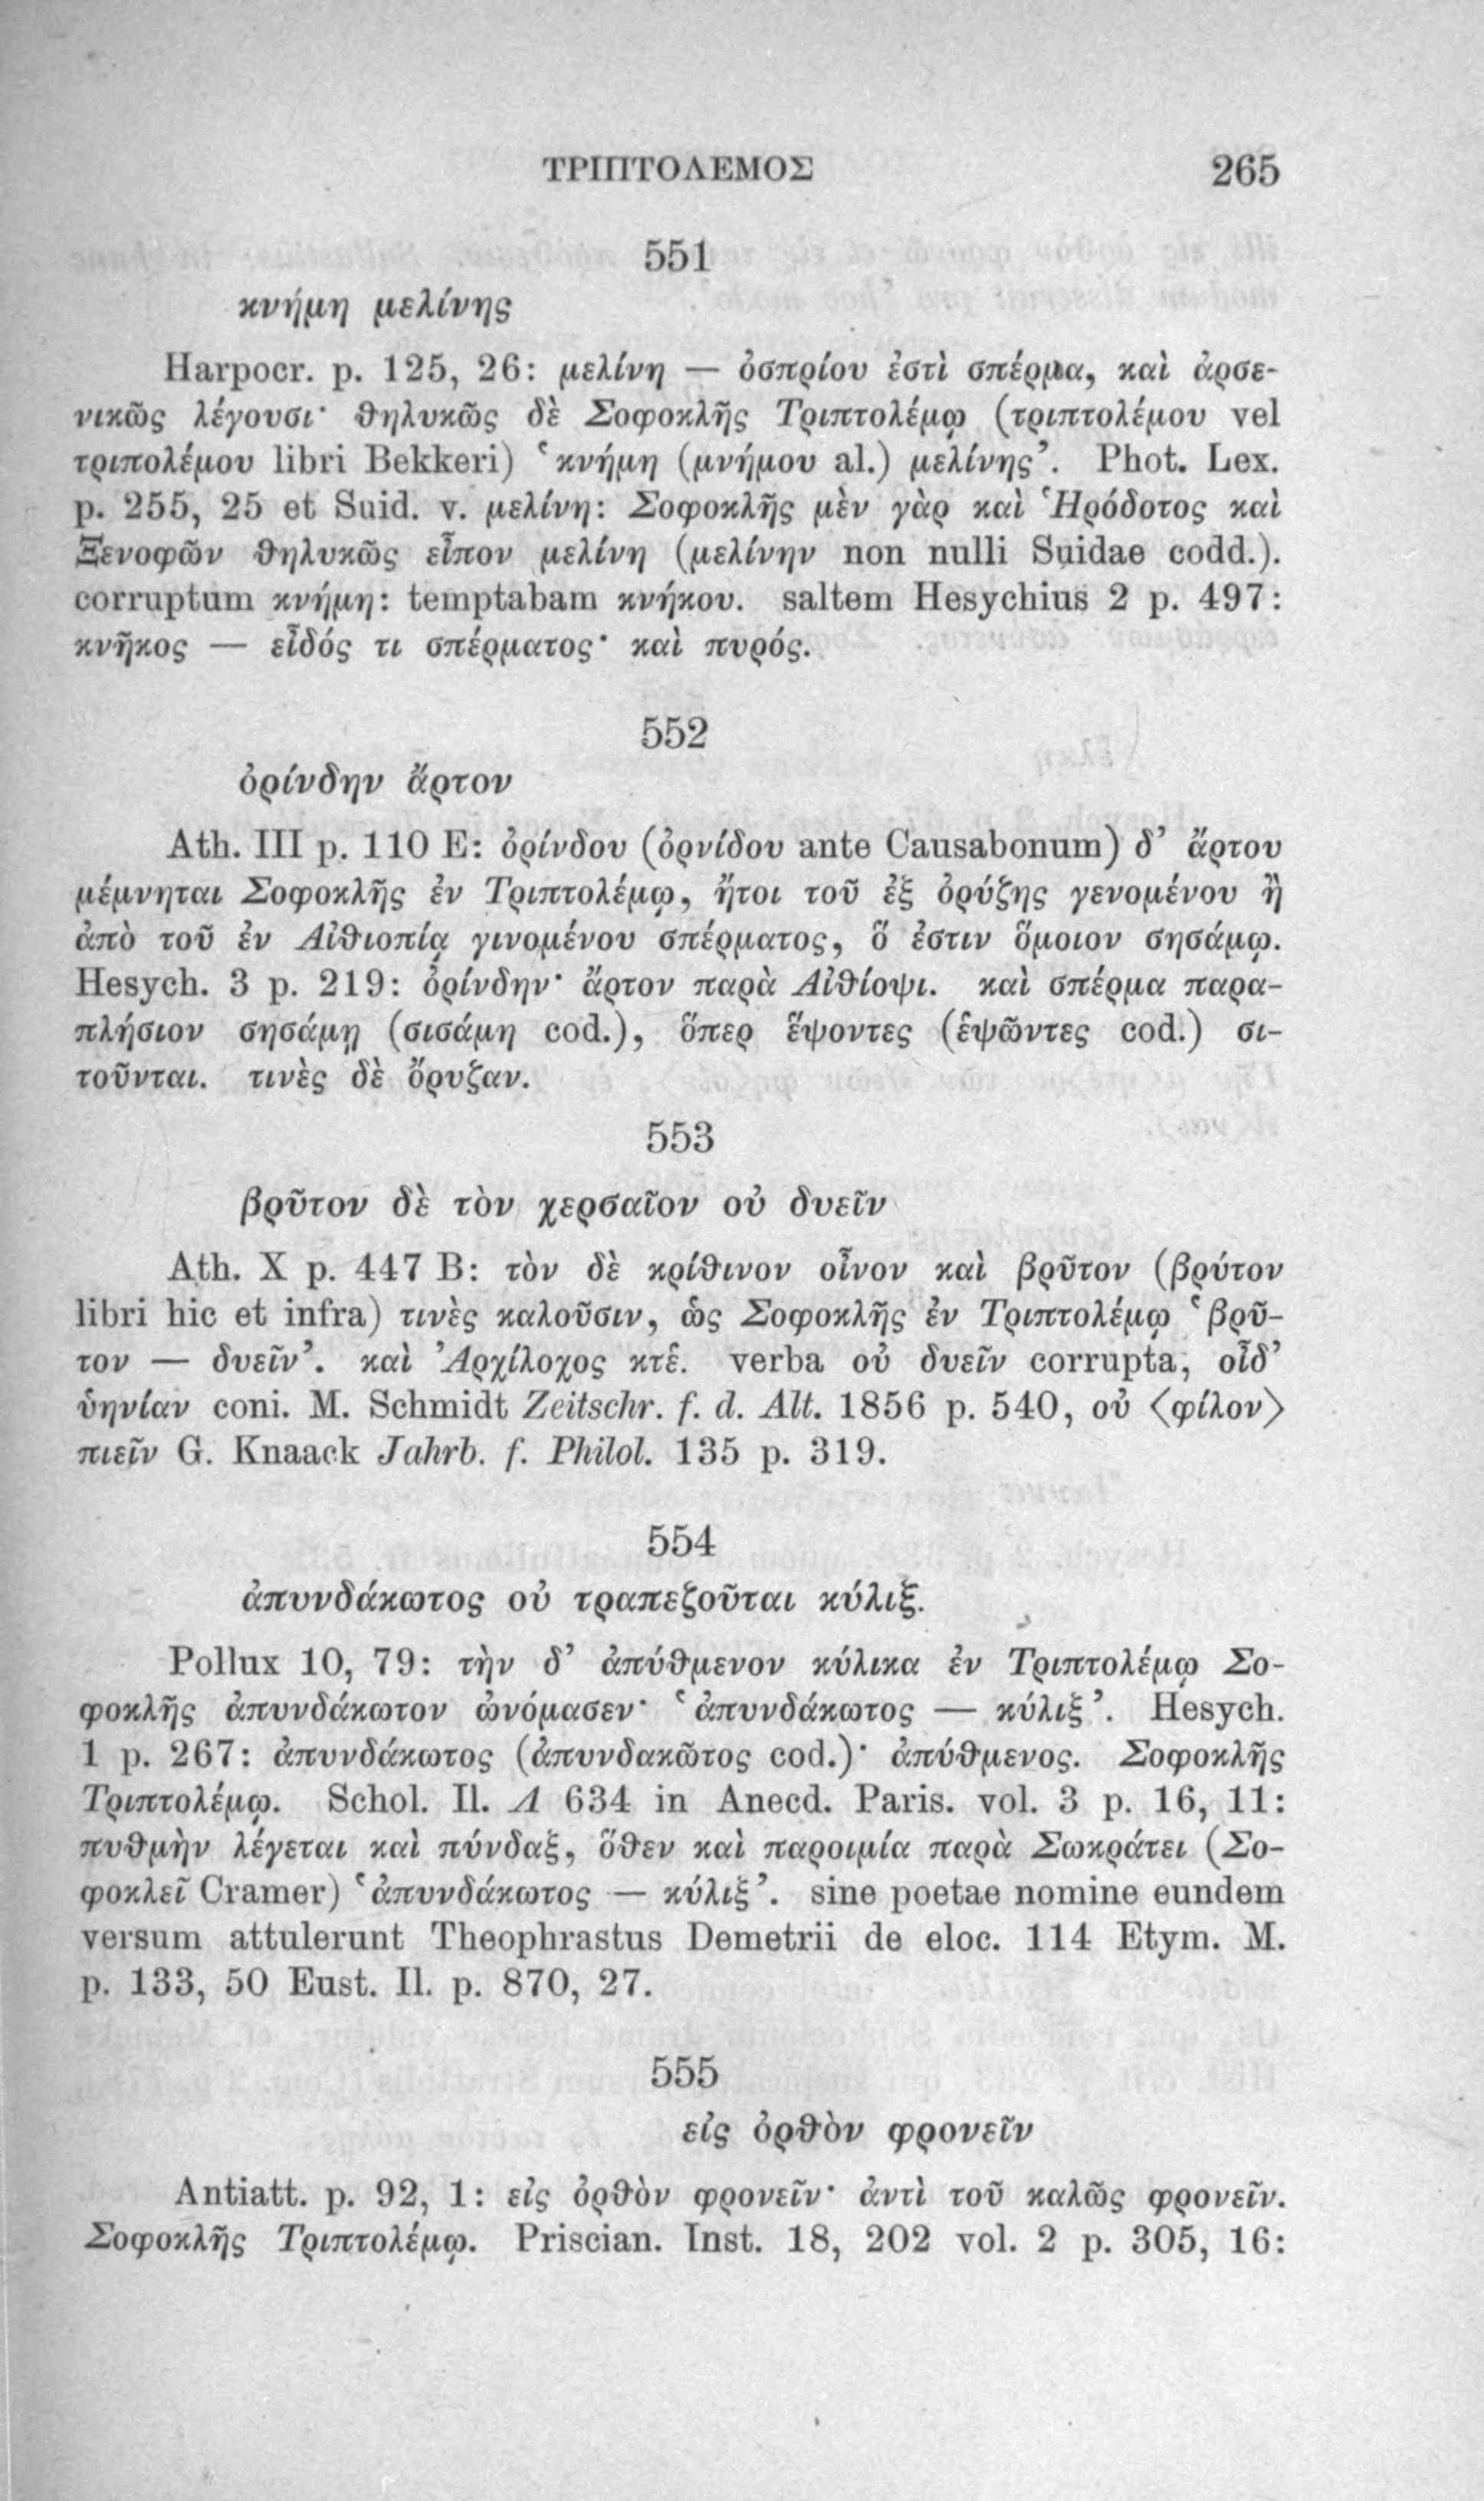 ΤΡΙΠΤΟΛΕΜΟΣ 265
551
κνήμη μελίνης
Harpocr. p. 125, 26: μελίνη — ὀσπρίου ἐστὶ σπέρμα, καὶ ἀρσε-
νικῶς λέγουσι· θηλυκῶς δὲ Σοφοκλῆς Τριπτολέμῳ (τριπτολέμου vel
τριπολέμου libri Bekkeri) ‘κνήμη (μνήμου al.) μελίνης’. Phot. Lex.
p. 255, 25 et Suid. v. μελίνη: Σοφοκλῆς μὲν γὰρ καὶ Ἡρόδοτος καὶ
Ξενοφῶν θηλυκῶς εἶπον μελίνη (μελίνην non nulli Suidae codd.).
corruptum κνήμη: temptabam κνήκου. saltem Hesychius 2 p. 497:
κνῆκος — εἶδός τι σπέρματος· καὶ πυρός.
552
ὀρίνδην ἄρτον
Ath. III p. 110 E: ὀρίνδου (ὀρνίδου ante Causabonum) δ’ ἄρτου
μέμνηται Σοφοκλῆς ἐν Τριπτολέμῳ, ἤτοι τοῦ ἐξ ὀρύζης γενομένου ἢ
ἀπὸ τοῦ ἐν Αἰθιοπίᾳ γινομένου σπέρματος, ὅ ἐστιν ὅμοιον σησάμῳ.
Hesych. 3 p. 219: ὀρίνδην· ἄρτον παρὰ Αἰθίοψι. καὶ σπέρμα παρα-
πλήσιον σησάμῃ (σισάμη cod.), ὅπερ ἕψοντες (ἑψῶντες cod.) σι-
τοῦνται. τινὲς δὲ ὄρυζαν.
553
βρῦτον δὲ τὸν χερσαῖον οὐ δυεῖν
Ath. X p. 447 B: τὸν δὲ κρίθινον οἶνον καὶ βρῦτον (βρύτον
libri hic et infra) τινὲς καλοῦσιν, ὡς Σοφοκλῆς ἐν Τριπτολέμῳ ‘βρῦ-
τον — δυεῖν’. καὶ Ἀρχίλοχος κτἑ. verba οὐ δυεῖν corrupta, οἶδ’
ὑηνίαν coni. M. Schmidt Zeitschr. f. d. Alt. 1856 p. 540, οὐ ⟨φίλον⟩
πιεῖν G. Knaack Jahrb. f. Philol. 135 p. 319.
554
ἀπυνδάκωτος οὐ τραπεζοῦται κύλιξ.
Pollux 10, 79: τὴν δ’ ἀπύθμενον κύλικα ἐν Τριπτολέμῳ Σο-
φοκλῆς ἀπυνδάκωτον ὠνόμασεν· ‘ἀπυνδάκωτος — κύλιξ’. Hesych.
1 p. 267: ἀπυνδάκωτος (ἀπυνδακῶτος cod.)· ἀπύθμενος. Σοφοκλῆς
Τριπτολέμῳ. Schol. Il. Λ 634 in Anecd. Paris. vol. 3 p. 16, 11:
πυθμὴν λέγεται καὶ πύνδαξ, ὅθεν καὶ παροιμία παρὰ Σωκράτει (Σο-
φοκλεῖ Cramer) ‘ἀπυνδάκωτος — κύλιξ’. sine poetae nomine eundem
versum attulerunt Theophrastus Demetrii de eloc. 114 Etym. M.
p. 133, 50 Eust. Il. p. 870, 27.
555
εἰς ὀρθὸν φρονεῖν
Antiatt. p. 92, 1: εἰς ὀρθὸν φρονεῖν· ἀντὶ τοῦ καλῶς φρονεῖν.
Σοφοκλῆς Τριπτολέμῳ. Priscian. Inst. 18, 202 vol. 2 p. 305, 16: